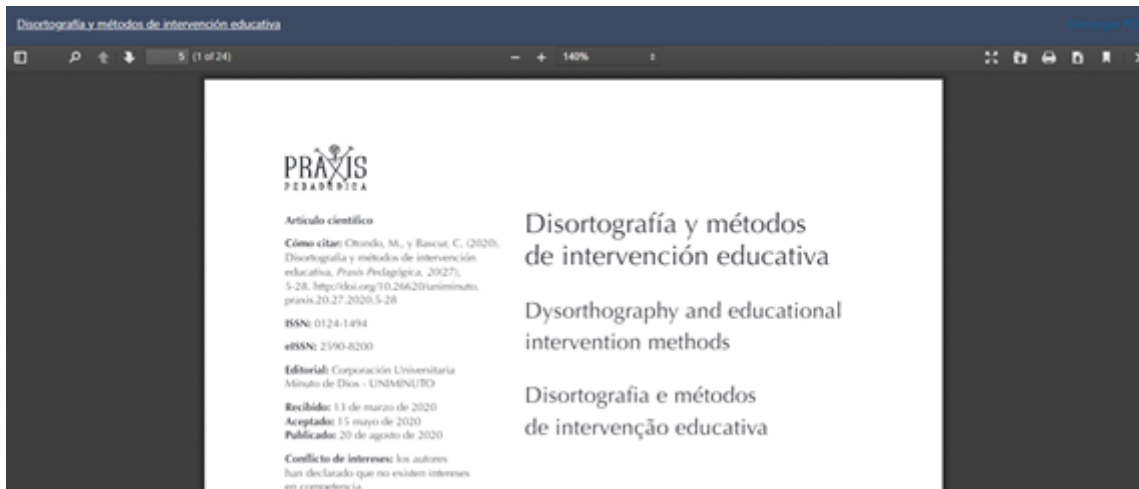 Disortografía y métodos de intervención educativa
5 (1 of 24)
140%
PRAXIS
PEDAGÓGICA
Artículo científico
Cómo citar: Otondo, M., y Bascur, C. (2020).
Disortografía y métodos de intervención
educativa, Praxis Pedagógica, 20(27),
5-28. http://doi.org/10.26620/uniminuto.
praxis.20.27.2020.5-28
ISSN: 0124-1494
eISSN: 2590-8200
Editorial: Corporación Universitaria
Minuto de Dios - UNIMINUTO
Recibido: 13 de marzo de 2020
Aceptado: 15 mayo de 2020
Publicado: 20 de agosto de 2020
Conflicto de intereses: los autores
han declarado que no existen intereses
en competencia.
Disortografía y métodos
de intervención educativa
Dysorthography and educational
intervention methods
Disortografia e métodos
de intervenção educativa